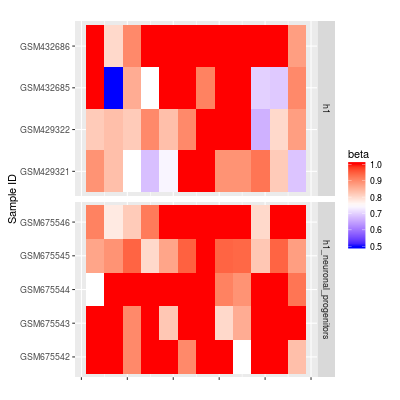 GSM432686
GSM432685
GSM429322
GSM429321
h1
GSM675546
GSM675545
GSM675544
GSM675543
GSM675542
h1_neuronal_progenitors
Sample ID
beta
1.0
0.9
0.8
0.7
0.6
0.5